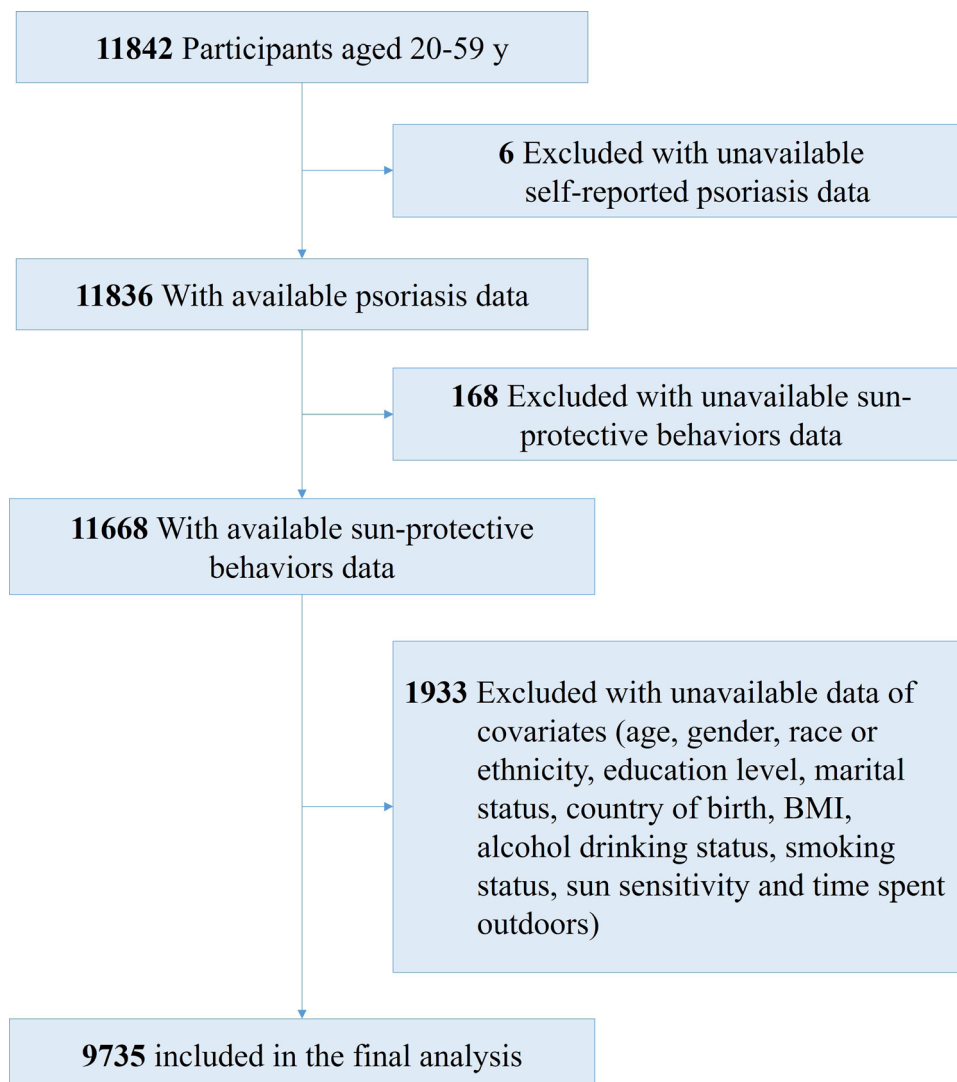 11842 Participants aged 20-59 y
6 Excluded with unavailable
self-reported psoriasis data
11836 With available psoriasis data
168 Excluded with unavailable sun-
protective behaviors data
11668 With available sun-protective
behaviors data
1933 Excluded with unavailable data of
covariates (age, gender, race or
ethnicity, education level, marital
status, country of birth, BMI,
alcohol drinking status, smoking
status, sun sensitivity and time spent
outdoors)
9735 included in the final analysis